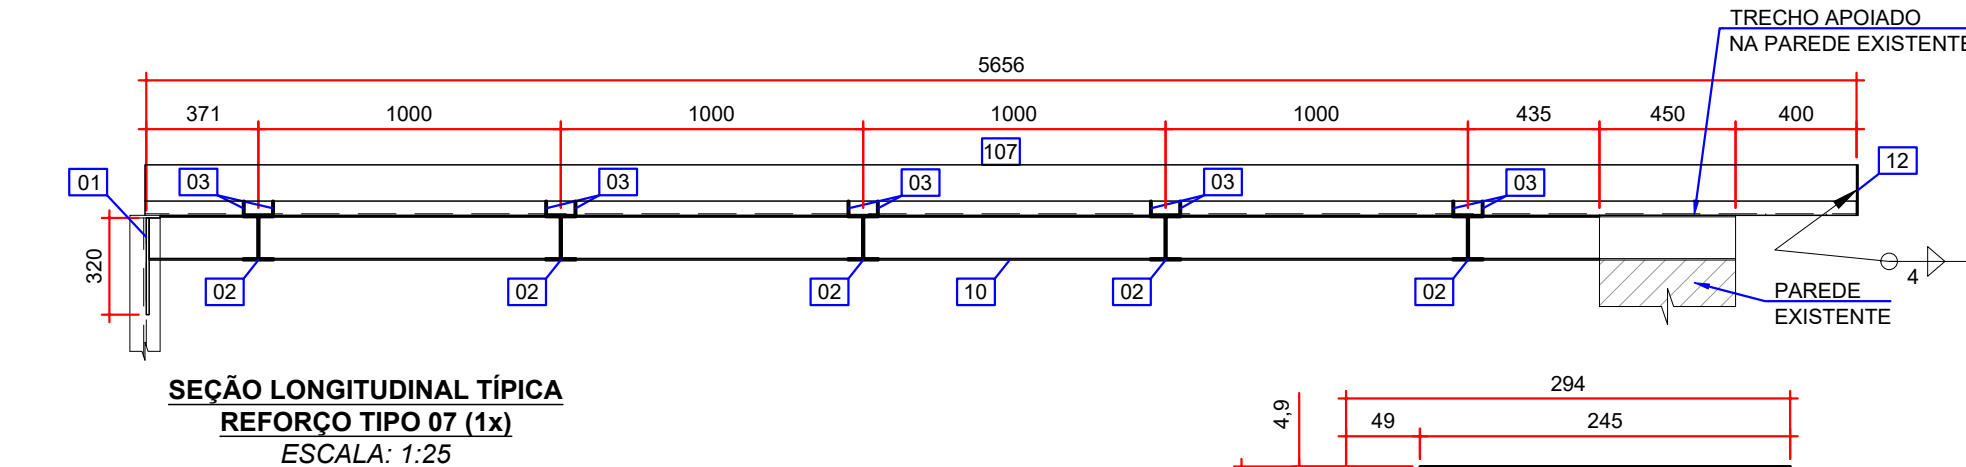 TRECHO APOIADO
NA PAREDE EXISTENTE
5656
371 1000 1000 1000 1000 435 450 400
107
01 03 03 03 03 03 12
320
02 02 02 10 02 02
4
PAREDE
EXISTENTE
SEÇÃO LONGITUDINAL TÍPICA
REFORÇO TIPO 07 (1x)
ESCALA: 1:25
294
4,9
49 245